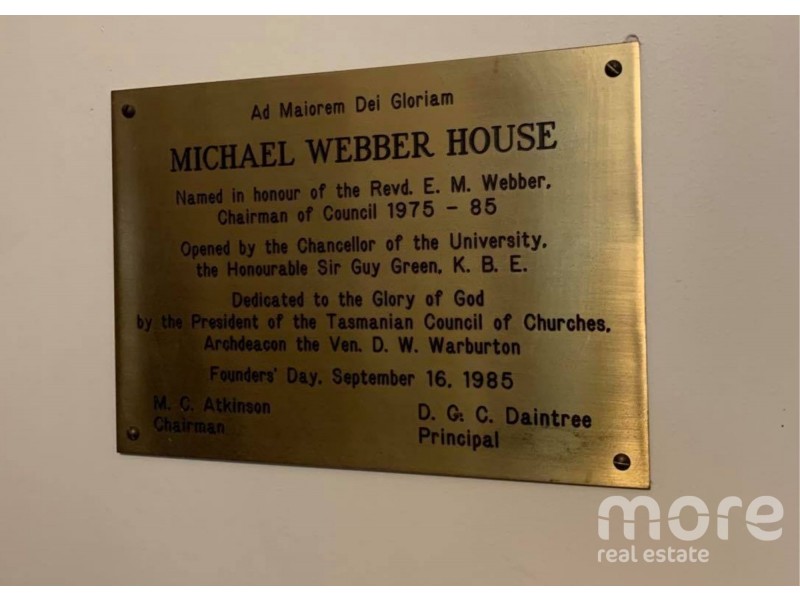 Ad Maiorem Dei Gloriam
MICHAEL WEBBER HOUSE
Named in honour of the Revd. E. M. Webber,
Chairman of Council 1975 - 85
Opened by the Chancellor of the University,
the Honourable Sir Guy Green, K. B. E.
Dedicated to the Glory of God
by the President of the Tasmanian Council of Churches,
Archdeacon the Ven. D. W. Warburton
Founders' Day, September 16, 1985
M. C. Atkinson
Chairman
D. G. C. Daintree
Principal
more
real estate